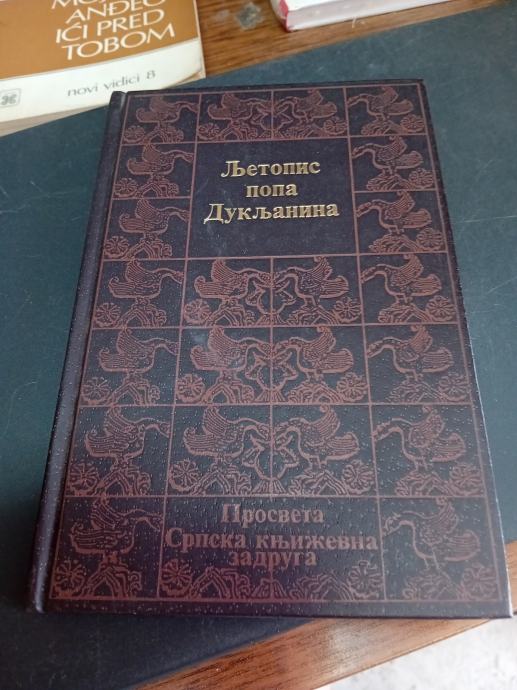 ANĐEO
IĆI PRED
TOBOM
novi vidici 8
Љетопис
попа
Дукљанина
Просвета
Српска књижевна
задруга